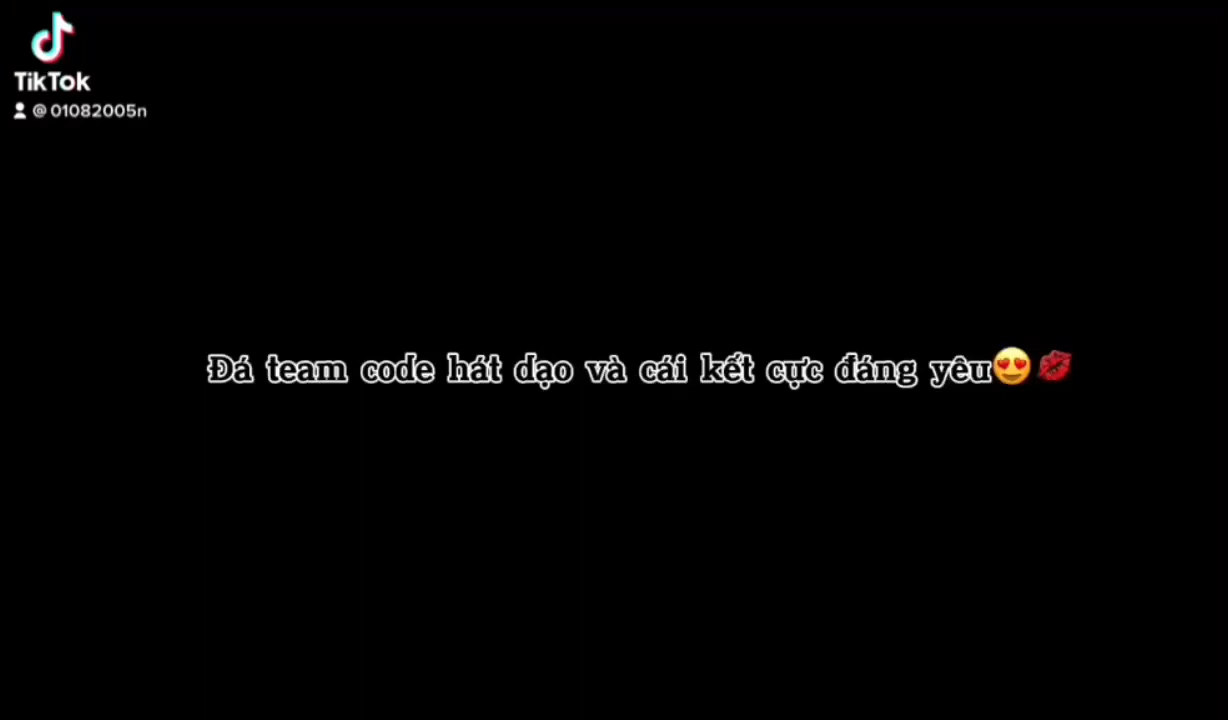 TikTok
@01082005n
Đá team code hát dạo và cái kết cực đáng yêu😍💋